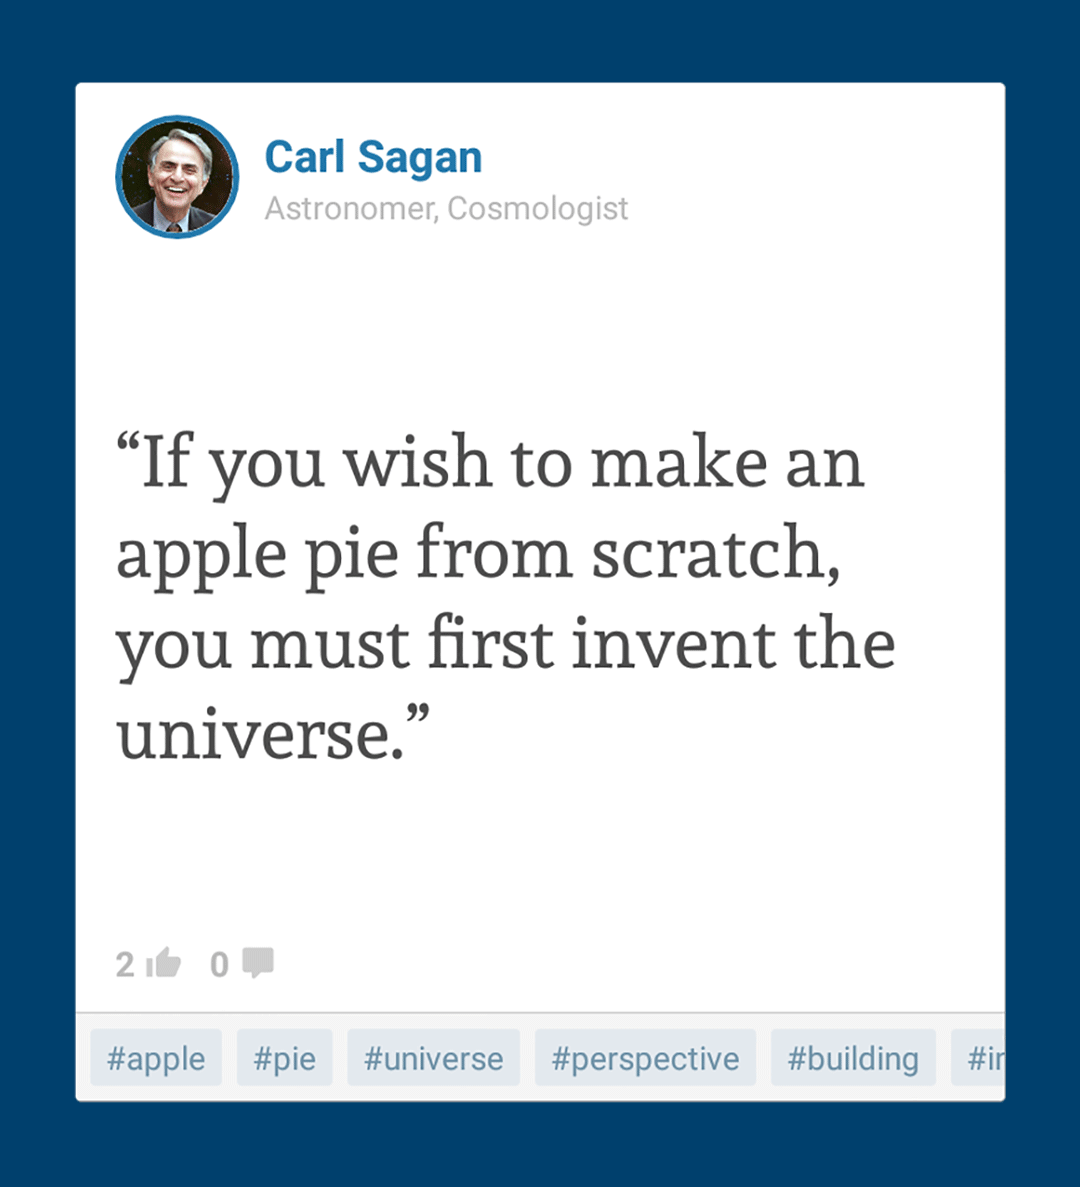 Carl Sagan
Astronomer, Cosmologist
“If you wish to make an
apple pie from scratch,
you must first invent the
universe.”
2 0
#apple #pie #universe #perspective #building